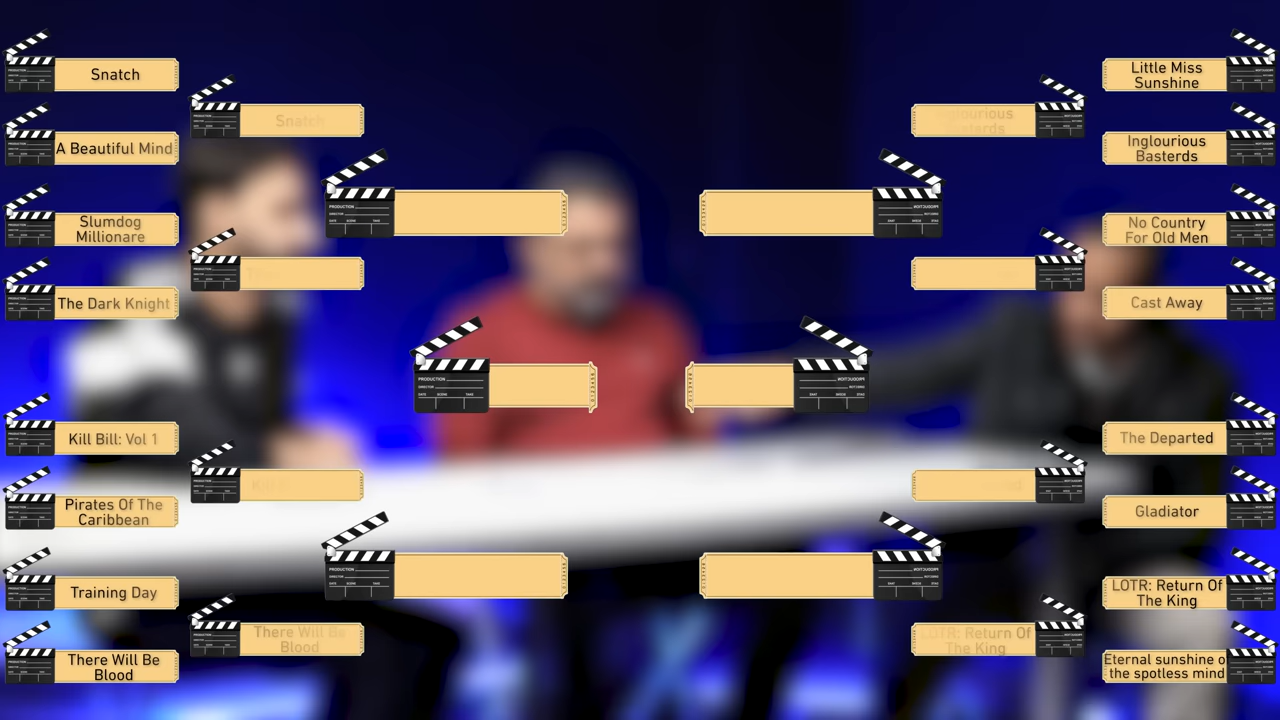 Snatch
A Beautiful Mind
Slumdog
Millionare
The Dark Knight
Kill Bill: Vol 1
Pirates Of The
Caribbean
Training Day
There Will Be
Blood
Snatch
There Will Be
Blood
LOTR: Return Of
The King
Little Miss
Sunshine
Inglourious
Basterds
No Country
For Old Men
Cast Away
The Departed
Gladiator
LOTR: Return Of
The King
Eternal sunshine o
the spotless mind